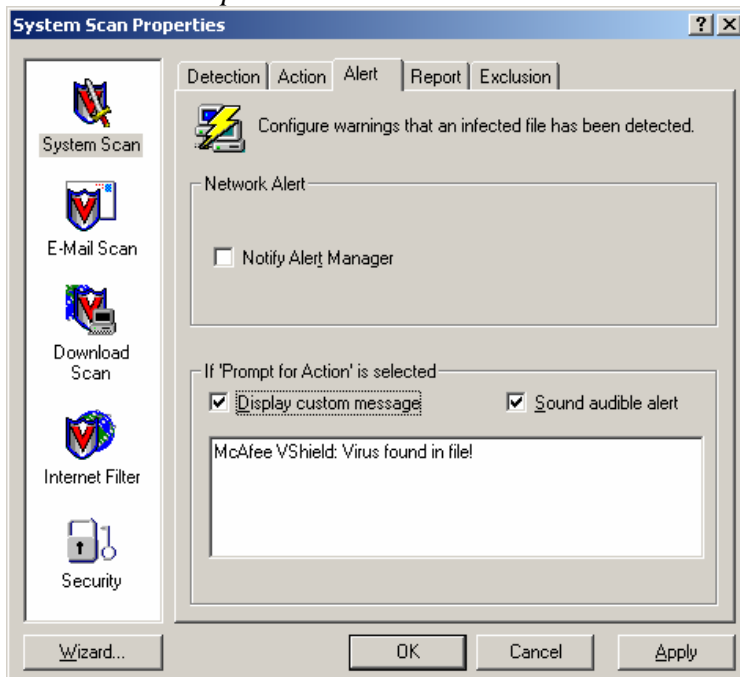 System Scan Properties
System Scan
E-Mail Scan
Download
Scan
Internet Filter
Security
Detection
Action
Alert
Report
Exclusion
Configure warnings that an infected file has been detected.
Network Alert
Notify Alert Manager
If 'Prompt for Action' is selected
Display custom message
Sound audible alert
McAfee VShield: Virus found in file!
Wizard...
OK
Cancel
Apply